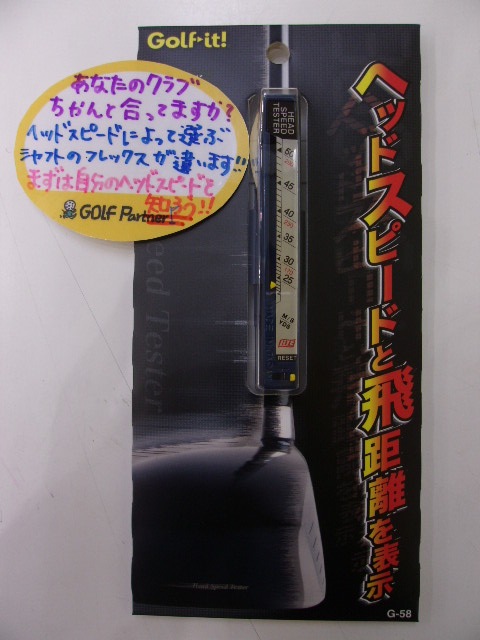 Golf·it!
あなたのクラブ
ちゃんと合ってますか?
ヘッドスピードによって選ぶ
シャフトのフレックスが違います!!
まずは自分のヘッドスピードを
知ろう!!
GOLF Partner
HEAD
SPEED
TESTER
50
45
40
35
30
25
M/S
YDS
RESET
ヘッドスピードと飛距離を表示
Head Speed Tester
G-58